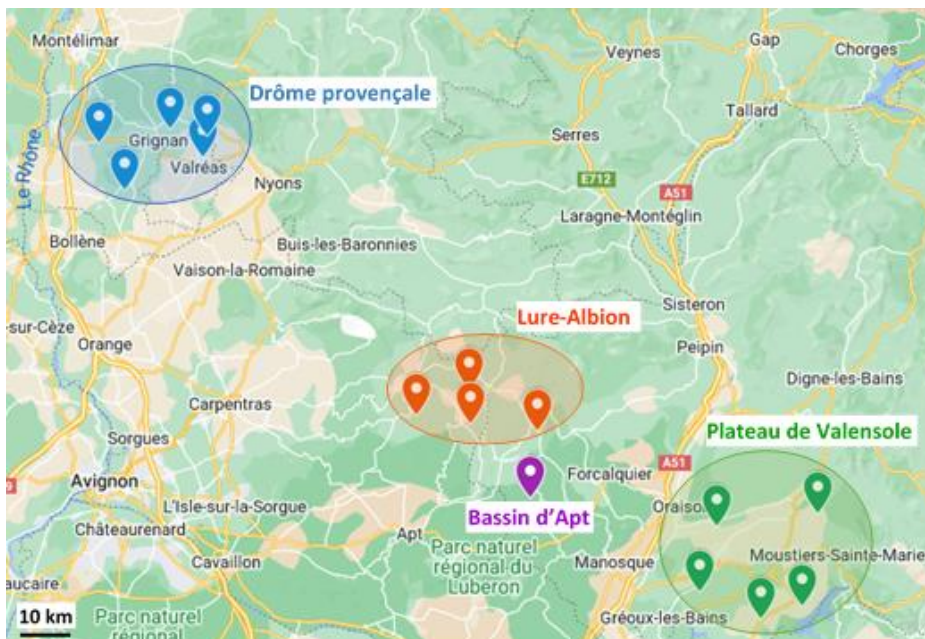 Montélimar
Gap
Chorges
Veynes
Drôme provençale
Tallard
Grignan
Serres
Valréas
Le Rhône
Nyons
E712
A51
Laragne-Montéglin
Bollène
Buis-les-Baronnies
Vaison-la-Romaine
Sisteron
Lure-Albion
-sur-Cèze
Orange
Peipin
Digne-les-Bains
Carpentras
Plateau de Valensole
Sorgues
Forcalquier
A51
Avignon
L'Isle-sur-la-Sorgue
Oraison
Bassin d'Apt
Châteaurenard
Apt
Parc naturel
régional du
Luberon
Cavaillon
Manosque
Moustiers-Sainte-Marie
aucaire
10 km
Parc naturel
régional
Gréoux-les-Bains